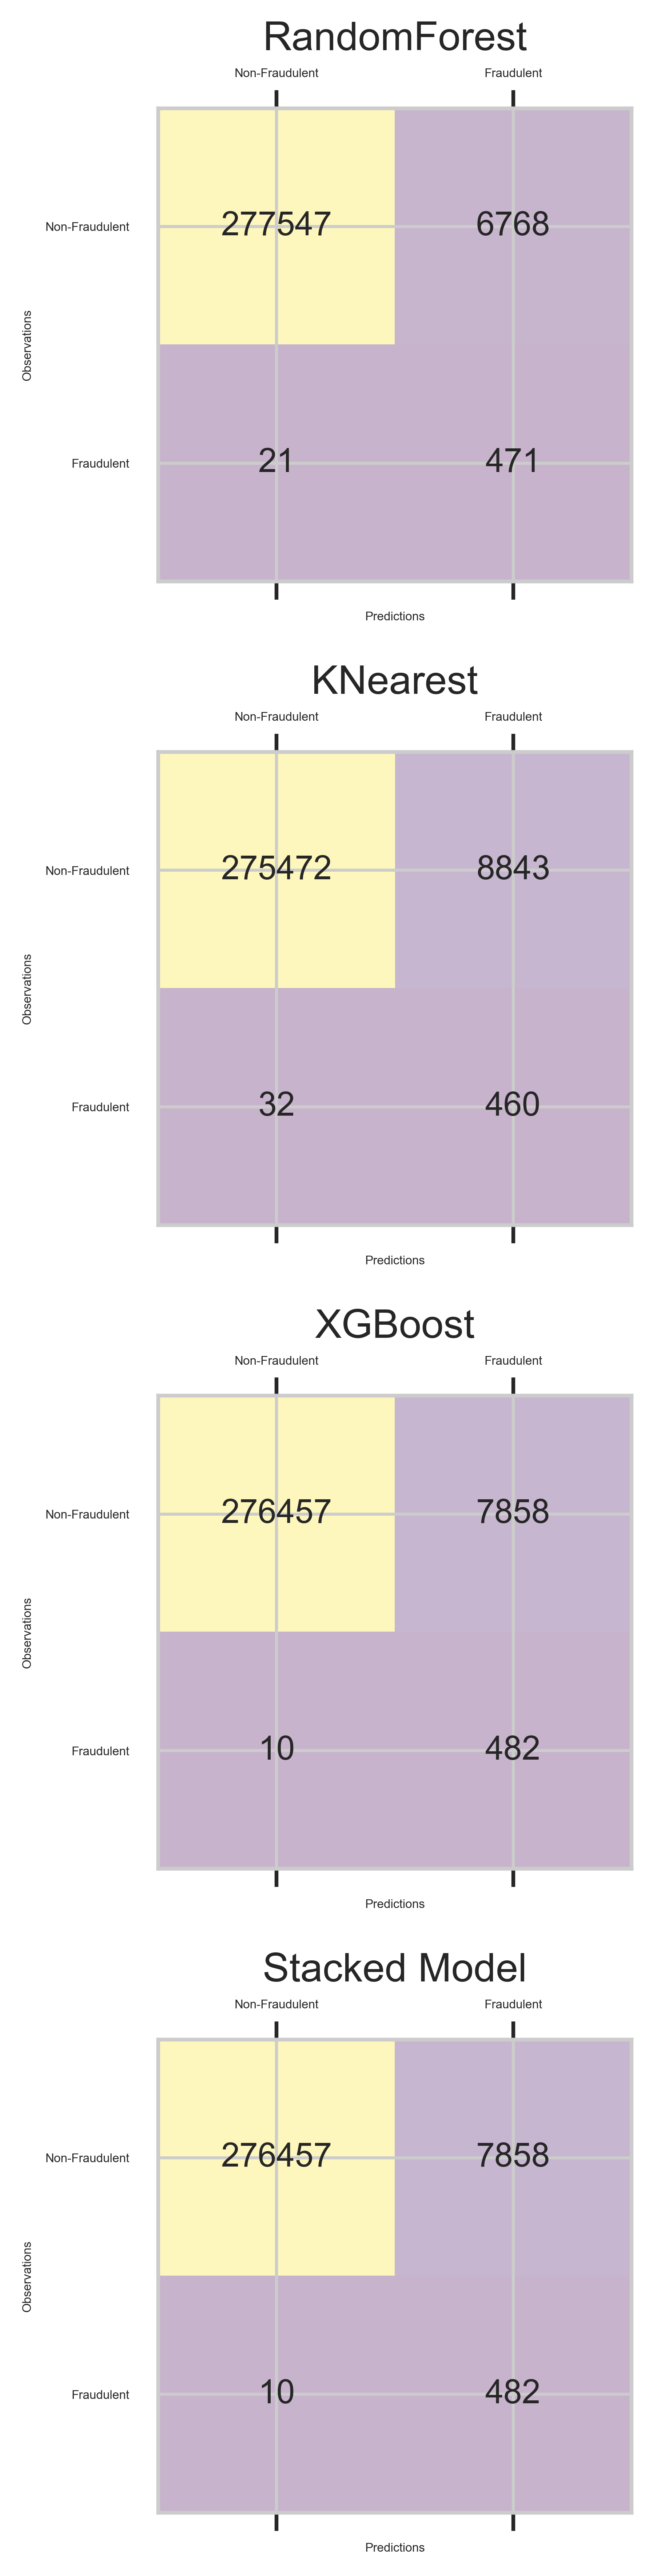 RandomForest
Non-Fraudulent Fraudulent
Non-Fraudulent 277547 6768
Observations
Fraudulent 21 471
Predictions
KNearest
Non-Fraudulent Fraudulent
Non-Fraudulent 275472 8843
Observations
Fraudulent 32 460
Predictions
XGBoost
Non-Fraudulent Fraudulent
Non-Fraudulent 276457 7858
Observations
Fraudulent 10 482
Predictions
Stacked Model
Non-Fraudulent Fraudulent
Non-Fraudulent 276457 7858
Observations
Fraudulent 10 482
Predictions